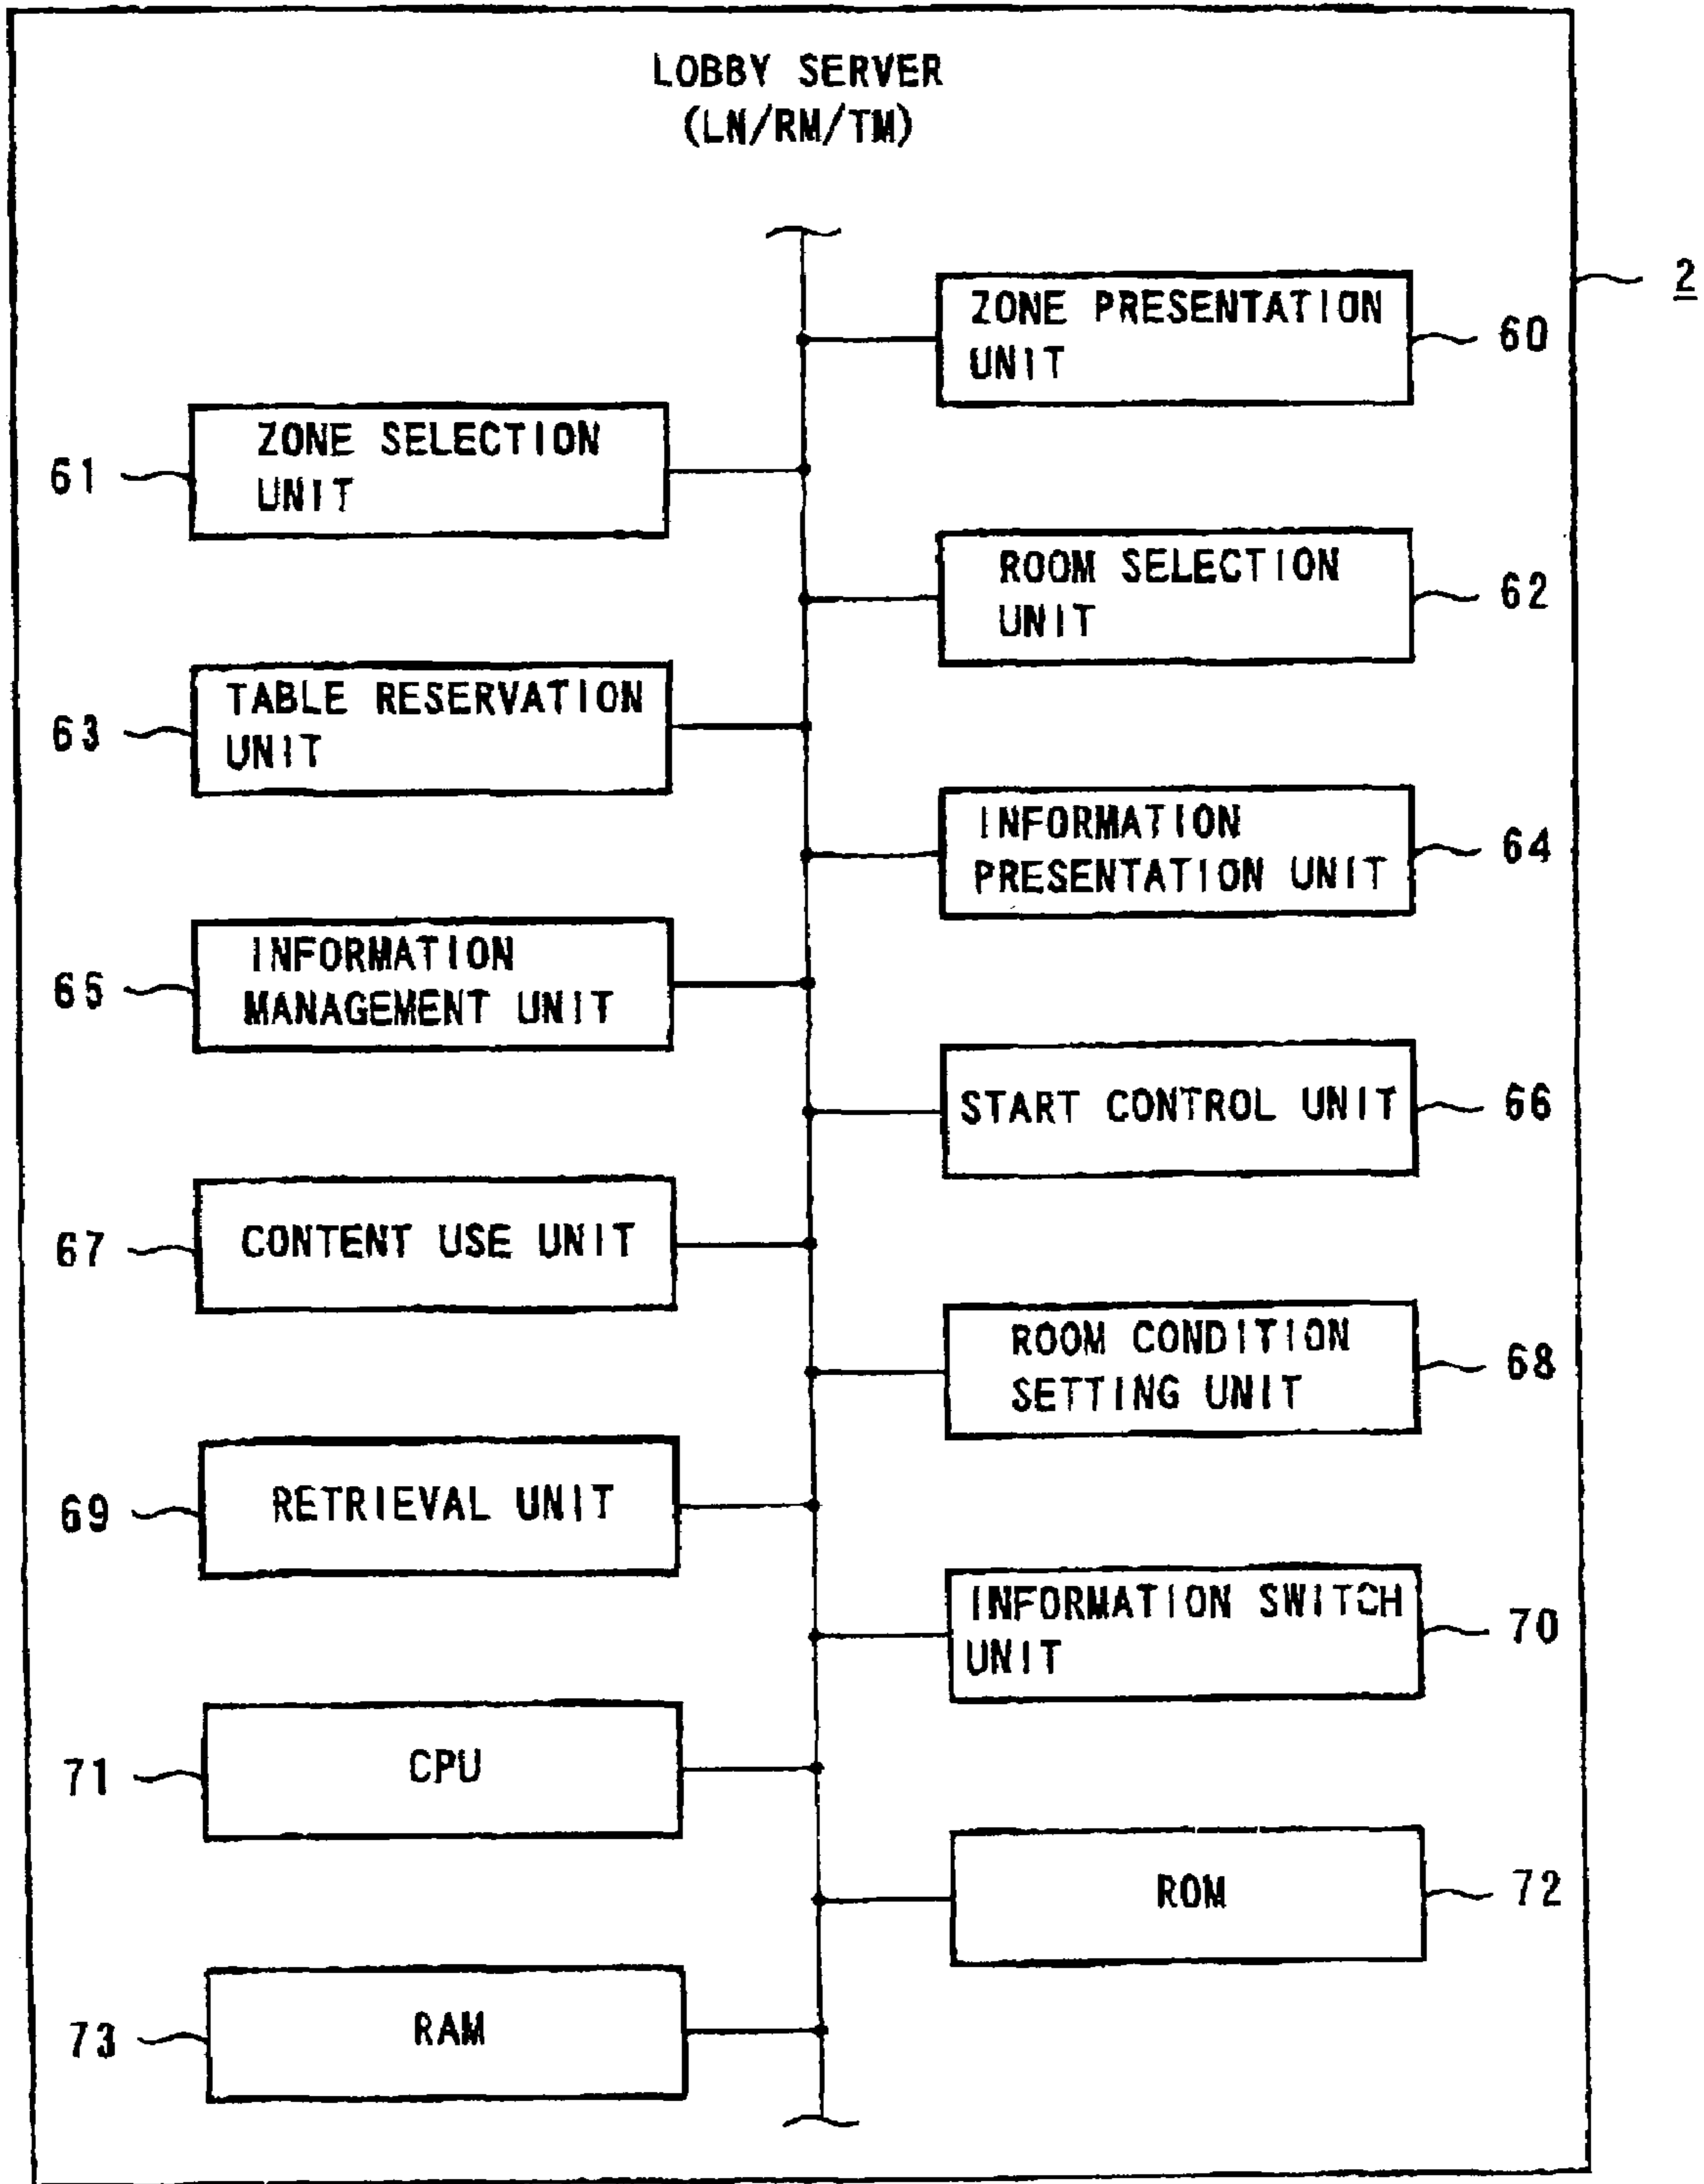 LOBBY SERVER
(LN/RM/TM)
2
ZONE PRESENTATION
UNIT
60
61
ZONE SELECTION
UNIT
ROOM SELECTION
UNIT
62
63
TABLE RESERVATION
UNIT
INFORMATION
PRESENTATION UNIT
64
65
INFORMATION
MANAGEMENT UNIT
START CONTROL UNIT
66
67
CONTENT USE UNIT
ROOM CONDITION
SETTING UNIT
68
69
RETRIEVAL UNIT
INFORMATION SWITCH
UNIT
70
71
CPU
ROM
72
73
RAM